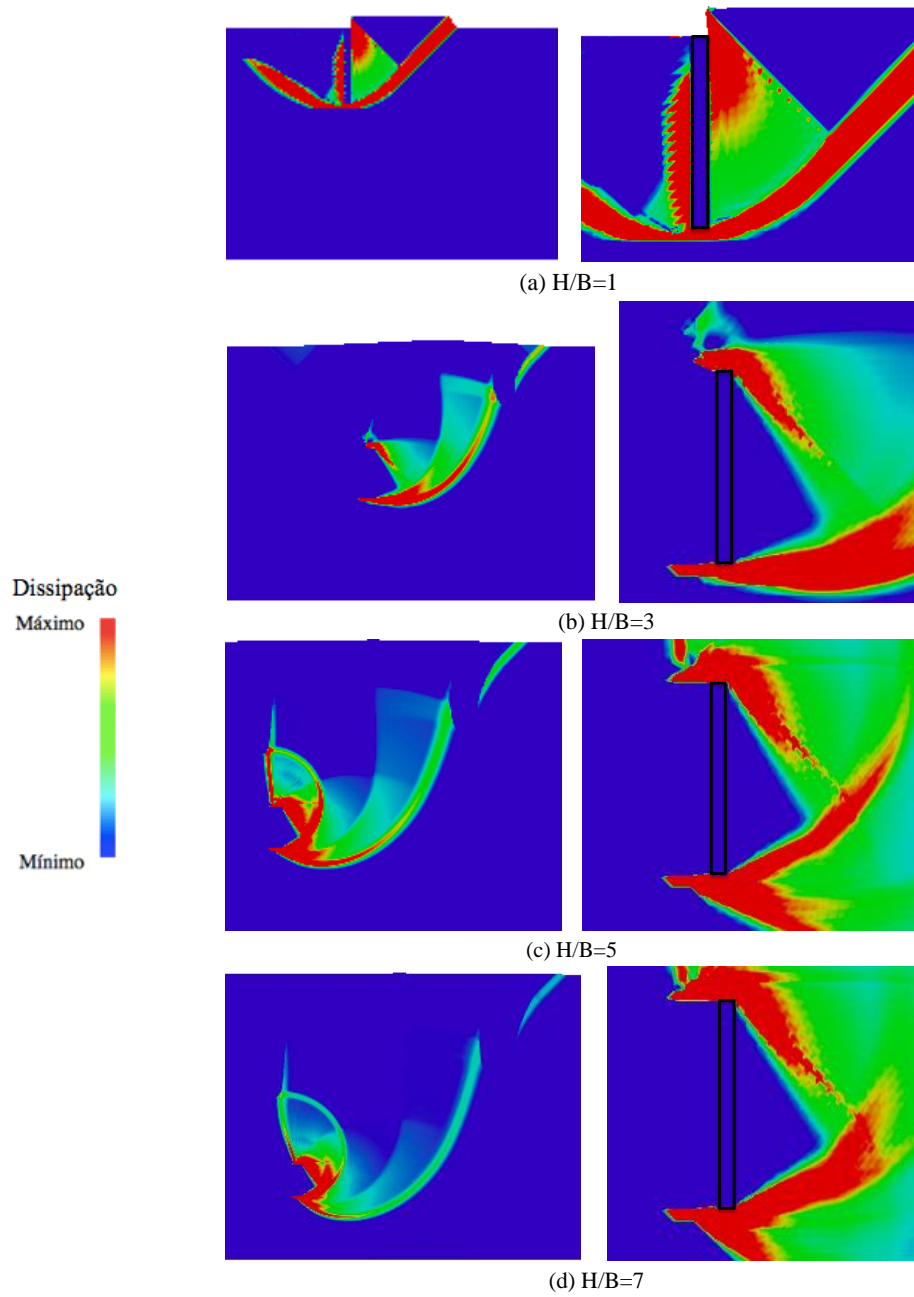 (a) H/B=1
Dissipação
Máximo
Mínimo
(b) H/B=3
(c) H/B=5
(d) H/B=7